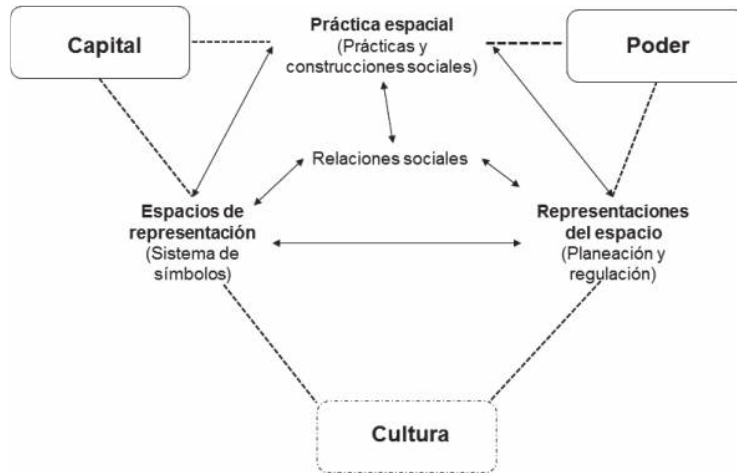 Capital
Práctica espacial
(Prácticas y
construcciones sociales)
Poder
Relaciones sociales
Espacios de
representación
(Sistema de
símbolos)
Representaciones
del espacio
(Planeación y
regulación)
Cultura